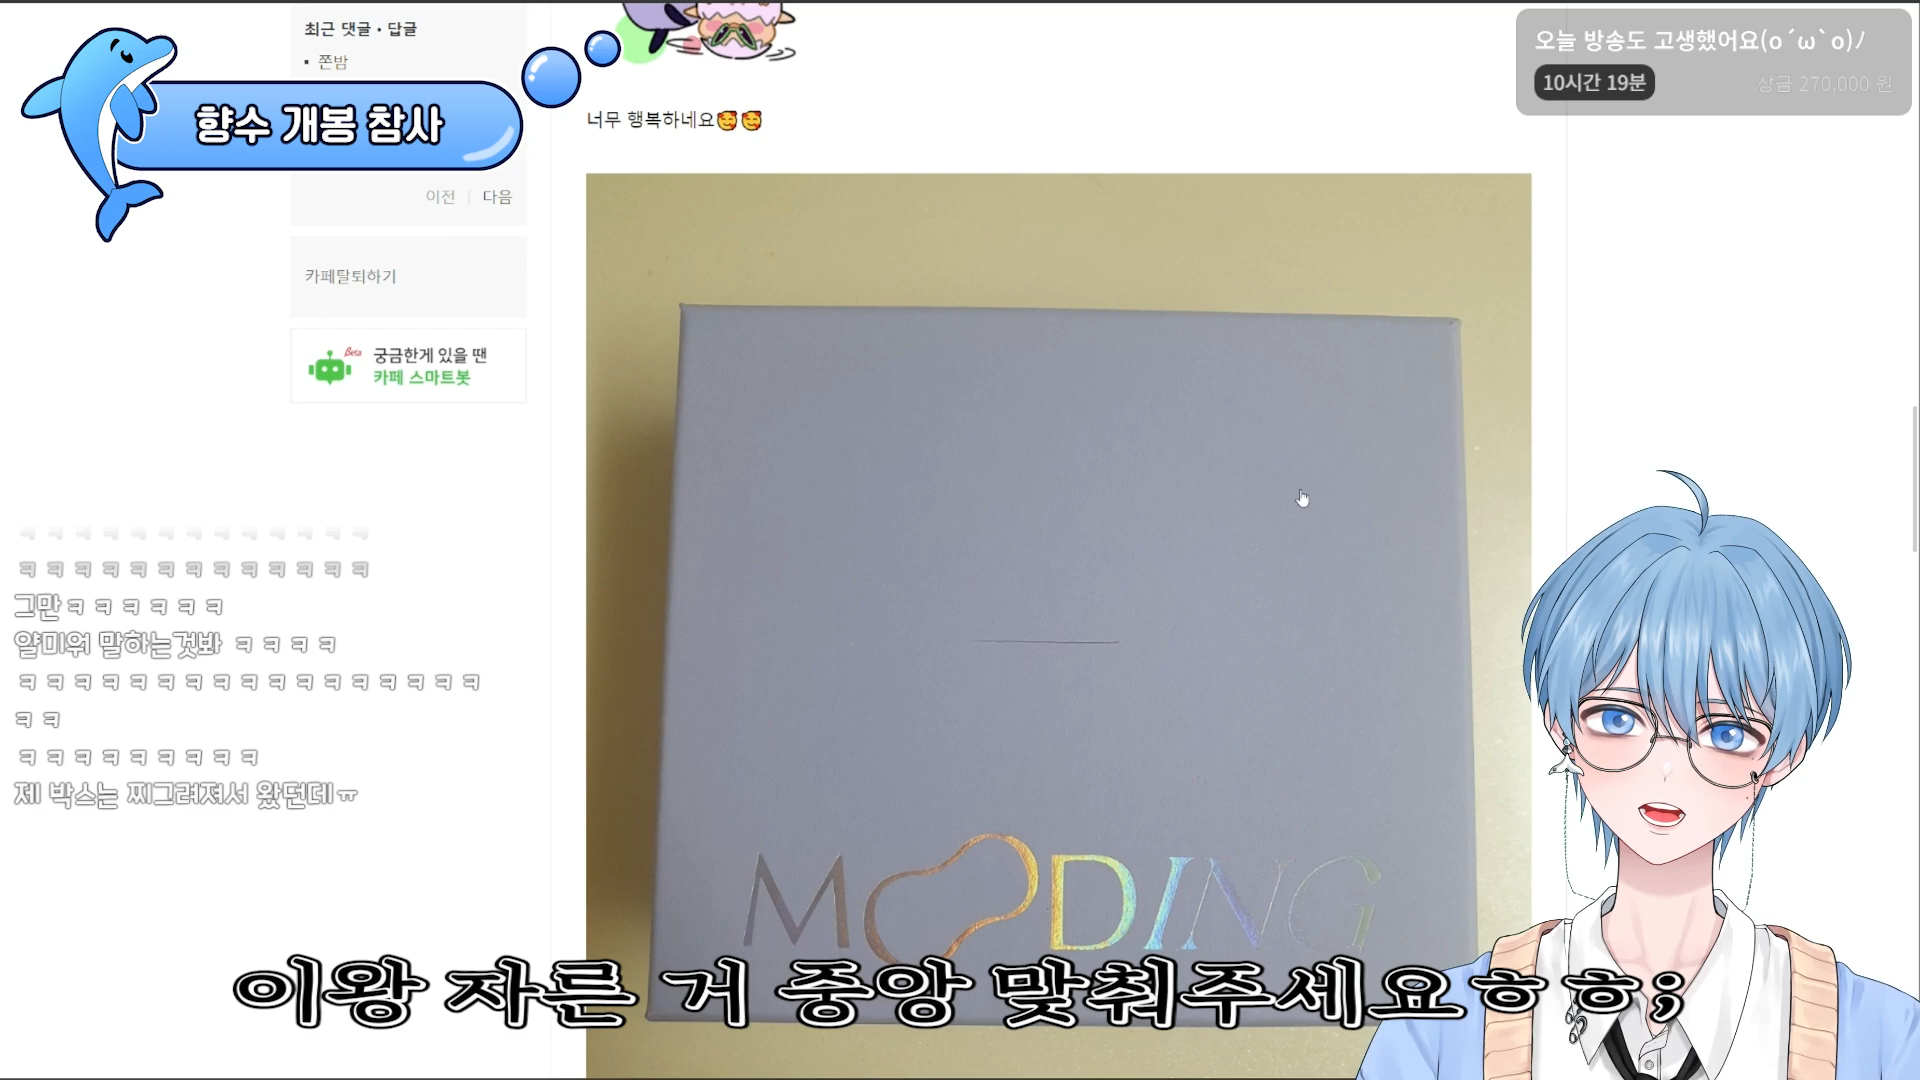 최근 댓글・답글
쫀밤
향수 개봉 참사
이전 | 다음
카페탈퇴하기
Beta
궁금한게 있을 땐
카페 스마트봇
너무 행복하네요🥰🥰
오늘 방송도 고생했어요(o´ω`o)ﾉ
10시간 19분
상금 270,000 원
ㅋㅋㅋㅋㅋㅋㅋㅋㅋㅋㅋㅋㅋ
ㅋㅋㅋㅋㅋㅋㅋㅋㅋㅋㅋㅋㅋ
그만ㅋㅋㅋㅋㅋㅋ
얄미워 말하는것봐 ㅋㅋㅋㅋ
ㅋㅋㅋㅋㅋㅋㅋㅋㅋㅋㅋㅋㅋㅋㅋㅋㅋ
ㅋㅋ
ㅋㅋㅋㅋㅋㅋㅋㅋㅋ
제 박스는 찌그려져서 왔던데ㅠ
MOODING
이왕 자른 거 중앙 맞춰주세요ㅎㅎ;